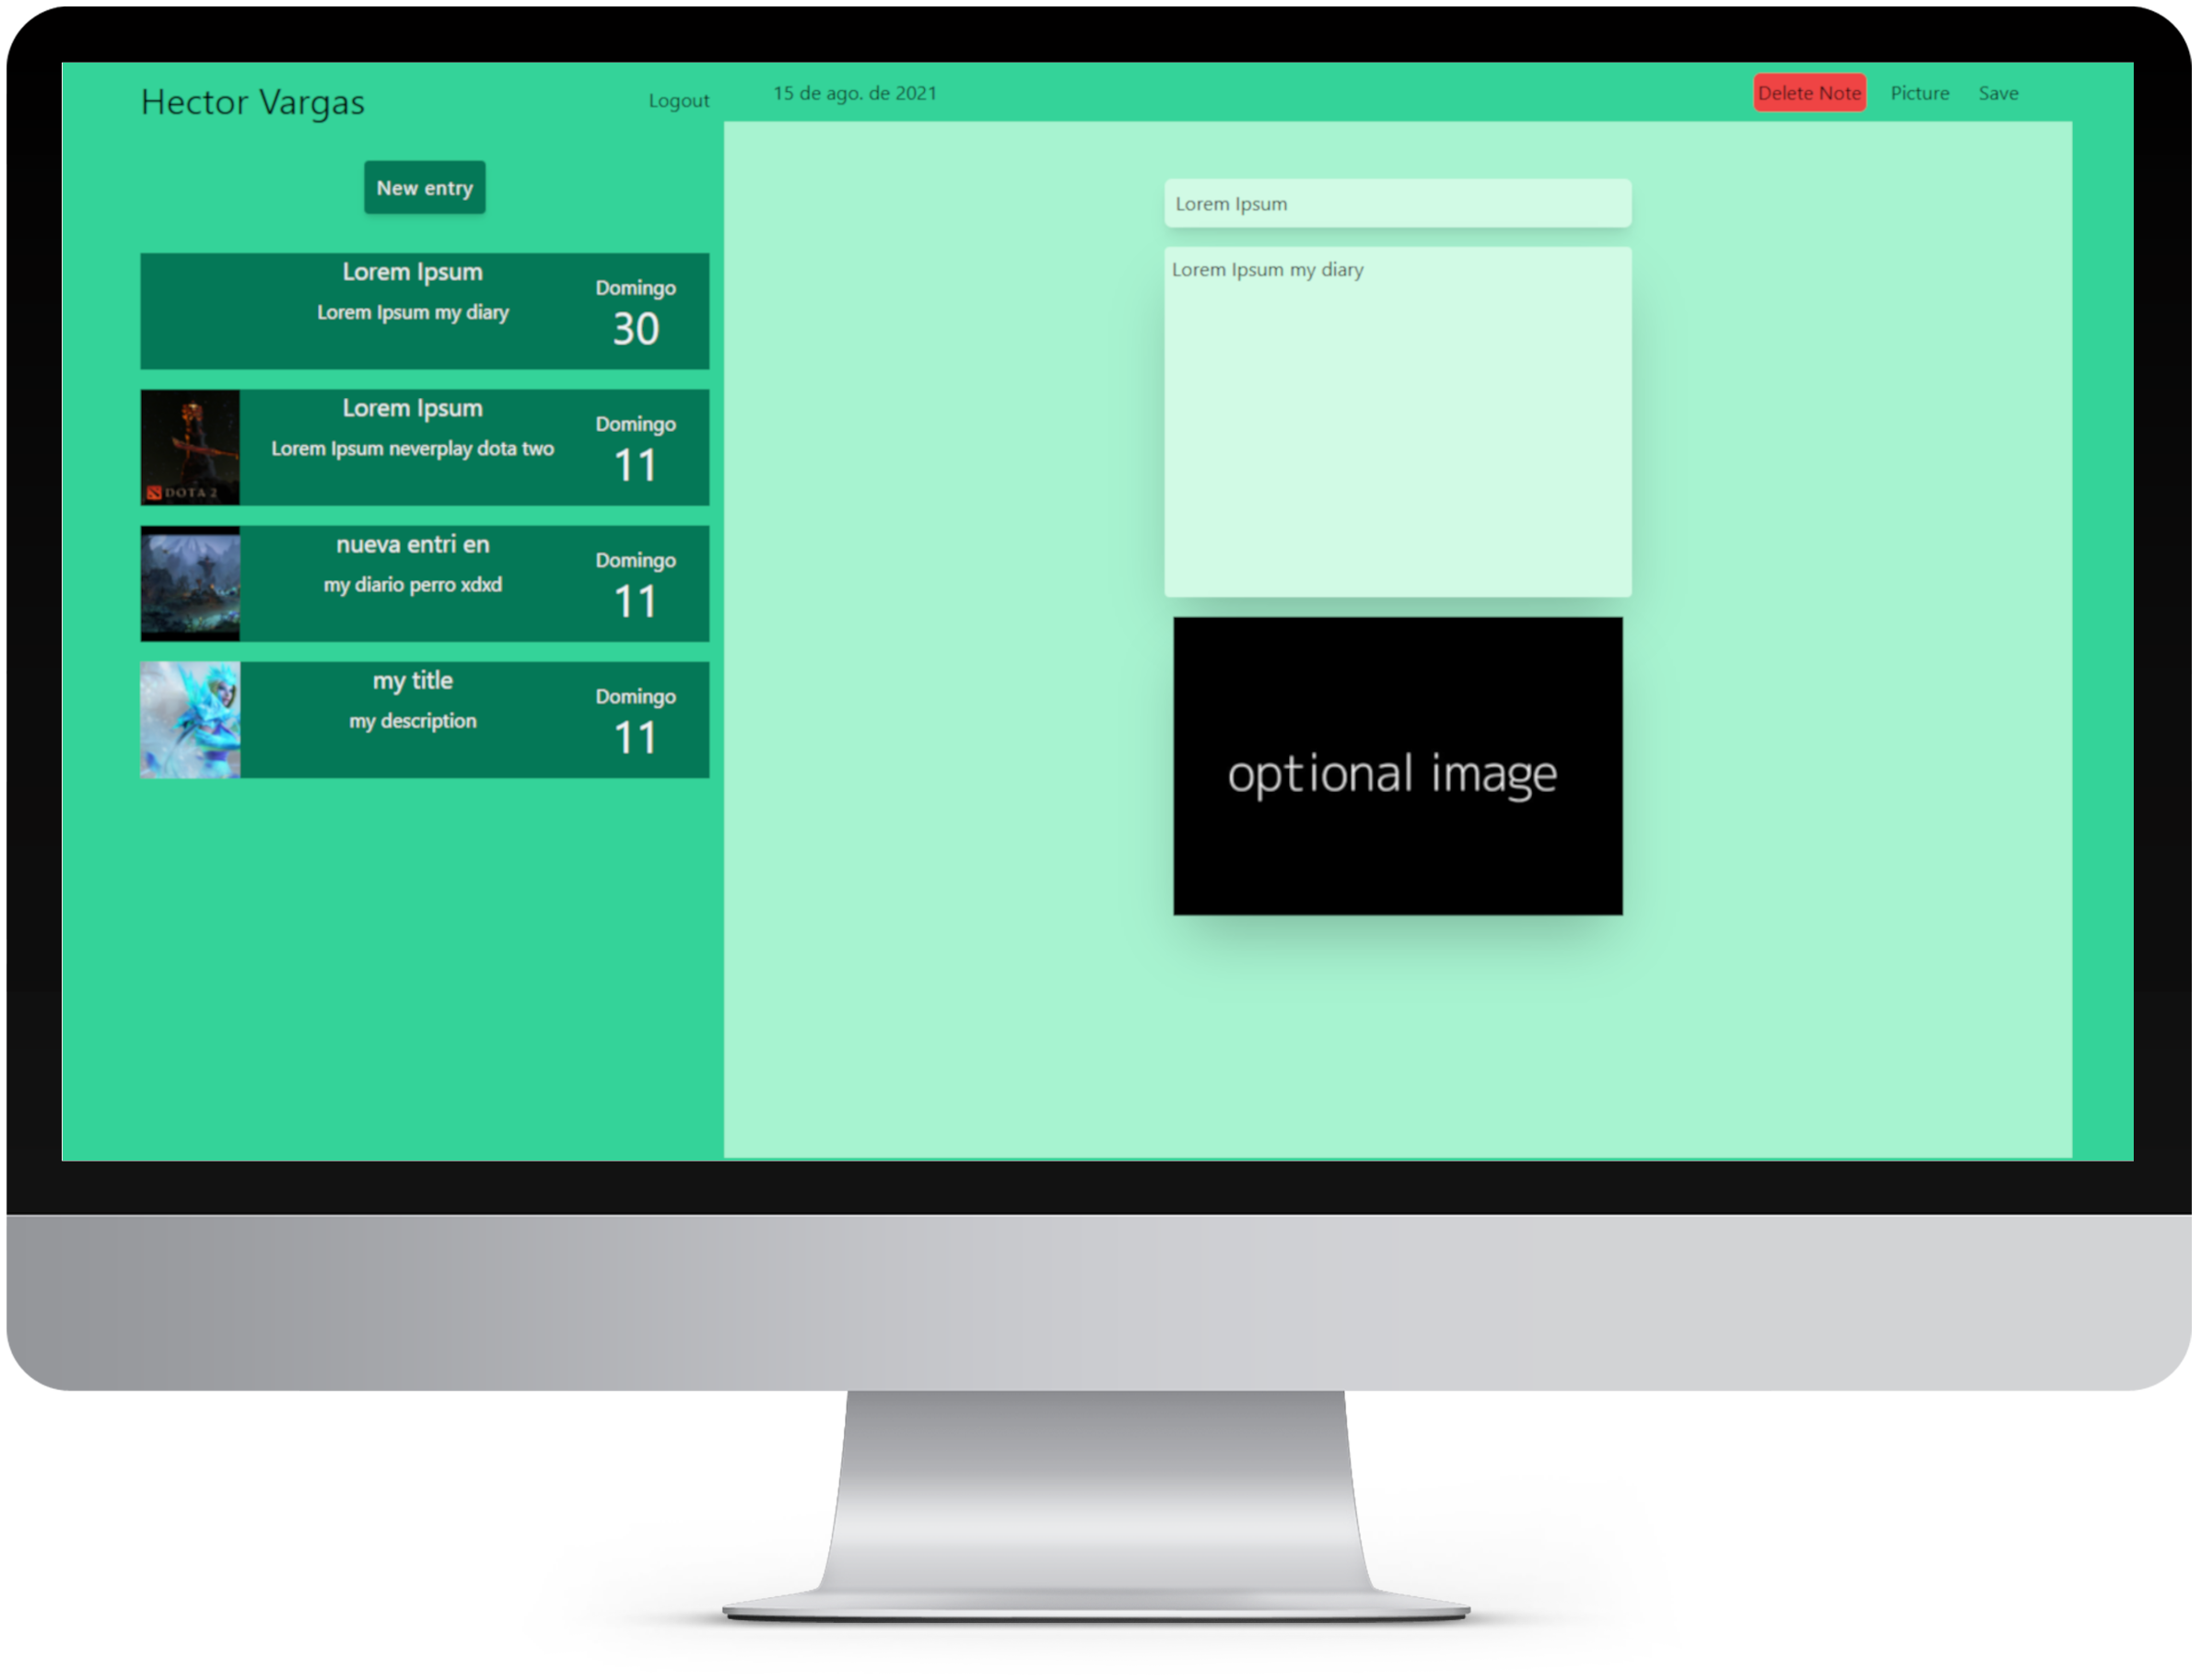 Hector Vargas
Logout
New entry
Lorem Ipsum
Lorem Ipsum my diary
Domingo
30
Lorem Ipsum
Lorem Ipsum neverplay dota two
Domingo
11
DOTA 2
nueva entri en
my diario perro xdxd
Domingo
11
my title
my description
Domingo
11
15 de ago. de 2021
Delete Note
Picture
Save
Lorem Ipsum
Lorem Ipsum my diary
optional image